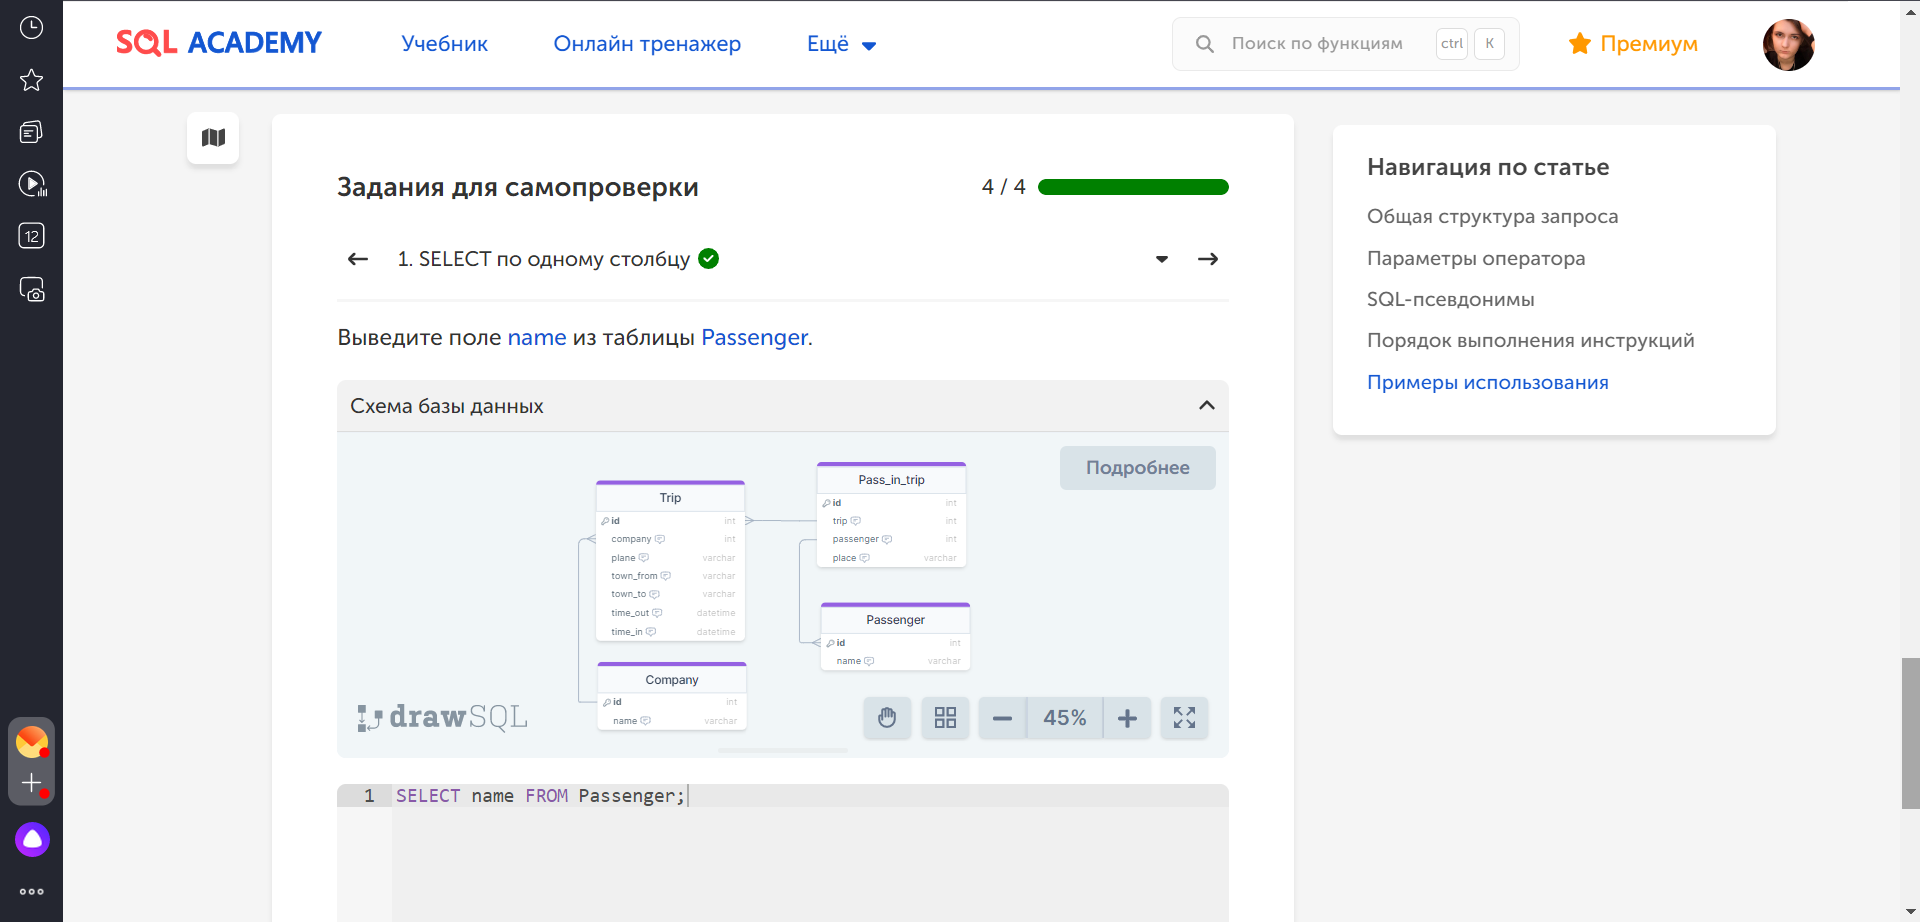 SQL ACADEMY
Учебник
Онлайн тренажер
Ещё
Поиск по функциям
ctrl
K
Премиум
12
Задания для самопроверки
4 / 4
1. SELECT по одному столбцу
Выведите поле name из таблицы Passenger.
Схема базы данных
Подробнее
Trip
id int
company int
plane varchar
town_from varchar
town_to varchar
time_out datetime
time_in datetime
Pass_in_trip
id int
trip int
passenger int
place varchar
Passenger
id int
name varchar
Company
id int
name varchar
drawSQL
45%
1 SELECT name FROM Passenger;
Навигация по статье
Общая структура запроса
Параметры оператора
SQL-псевдонимы
Порядок выполнения инструкций
Примеры использования